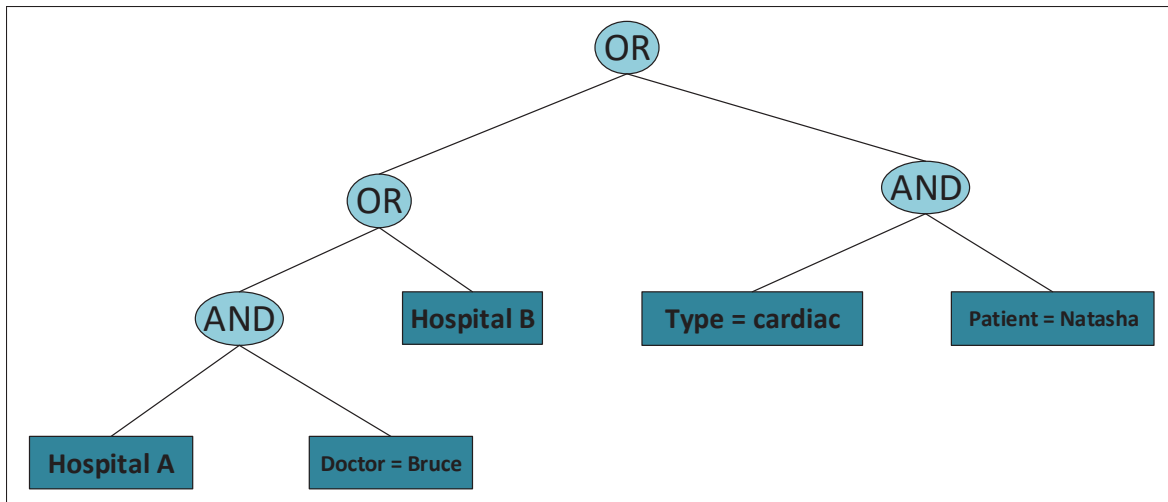 OR
OR
AND
AND
Hospital B
Type = cardiac
Patient = Natasha
Hospital A
Doctor = Bruce